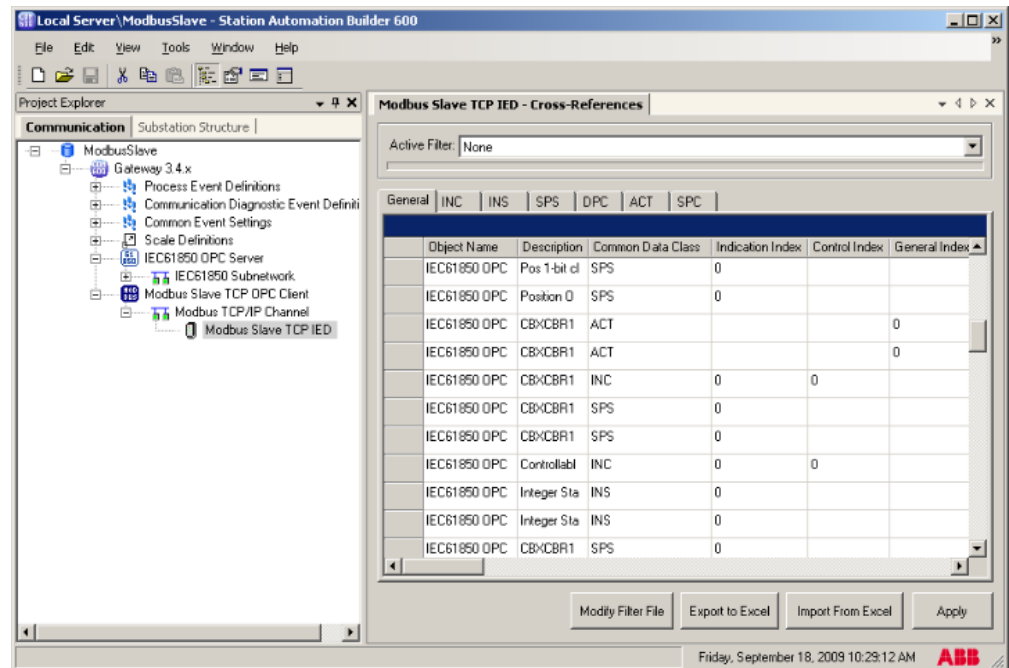 Local Server\ModbusSlave - Station Automation Builder 600
File Edit View Tools Window Help
Project Explorer
Communication Substation Structure
ModbusSlave
Gateway 3.4.x
Process Event Definitions
Communication Diagnostic Event Definiti
Common Event Settings
Scale Definitions
IEC61850 OPC Server
IEC61850 Subnetwork
Modbus Slave TCP OPC Client
Modbus TCP/IP Channel
Modbus Slave TCP IED
Modbus Slave TCP IED - Cross-References
Active Filter: None
General INC INS SPS DPC ACT SPC
Object Name Description Common Data Class Indication Index Control Index General Index
IEC61850 OPC Pos 1-bit cl SPS 0
IEC61850 OPC Position 0 SPS 0
IEC61850 OPC CBXCBR1 ACT 0
IEC61850 OPC CBXCBR1 ACT 0
IEC61850 OPC CBXCBR1 INC 0 0
IEC61850 OPC CBXCBR1 SPS 0
IEC61850 OPC CBXCBR1 SPS 0
IEC61850 OPC Controllabl INC 0 0
IEC61850 OPC Integer Sta INS 0
IEC61850 OPC Integer Sta INS 0
IEC61850 OPC CBXCBR1 SPS 0
Modify Filter File Export to Excel Import From Excel Apply
Friday, September 18, 2009 10:29:12 AM ABB